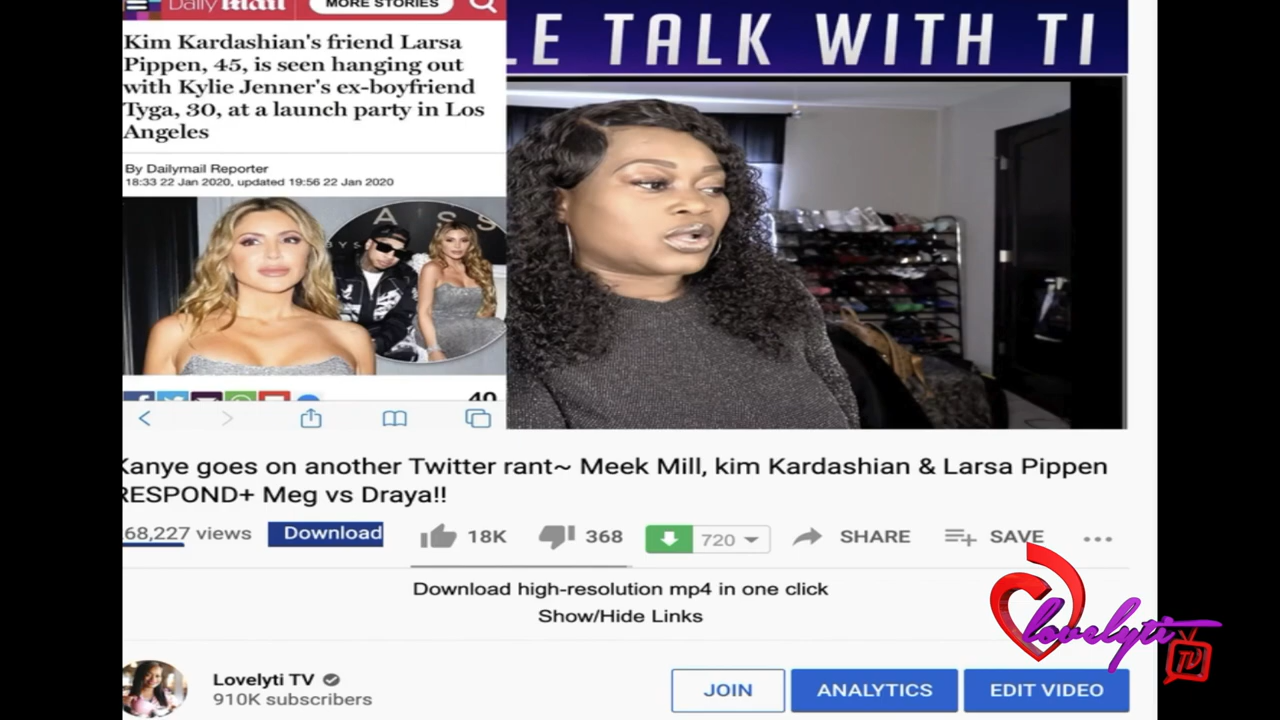 Daily Mail
MORE STORIES
Kim Kardashian's friend Larsa
Pippen, 45, is seen hanging out
with Kylie Jenner's ex-boyfriend
Tyga, 30, at a launch party in Los
Angeles
By Dailymail Reporter
18:33 22 Jan 2020, updated 19:56 22 Jan 2020
LE TALK WITH TI
Kanye goes on another Twitter rant~ Meek Mill, kim Kardashian & Larsa Pippen
RESPOND+ Meg vs Draya!!
68,227 views
Download
18K
368
720
SHARE
SAVE
Download high-resolution mp4 in one click
Show/Hide Links
Lovelyti TV
910K subscribers
JOIN
ANALYTICS
EDIT VIDEO
lovelyti
TV